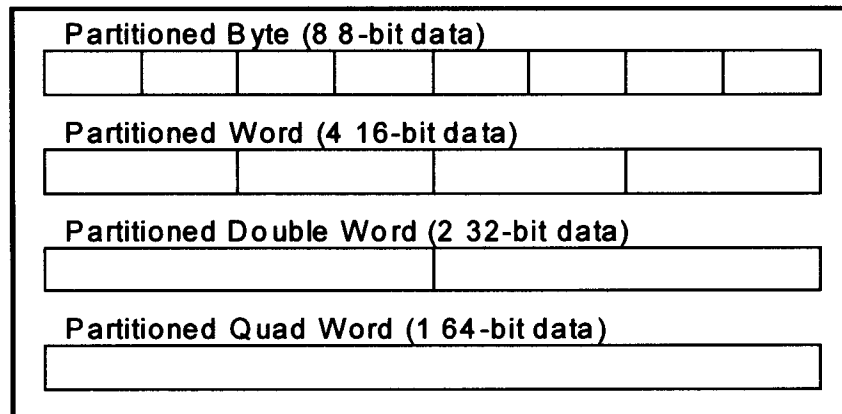 Partitioned Byte (8 8-bit data)
Partitioned Word (4 16-bit data)
Partitioned Double Word (2 32-bit data)
Partitioned Quad Word (1 64-bit data)